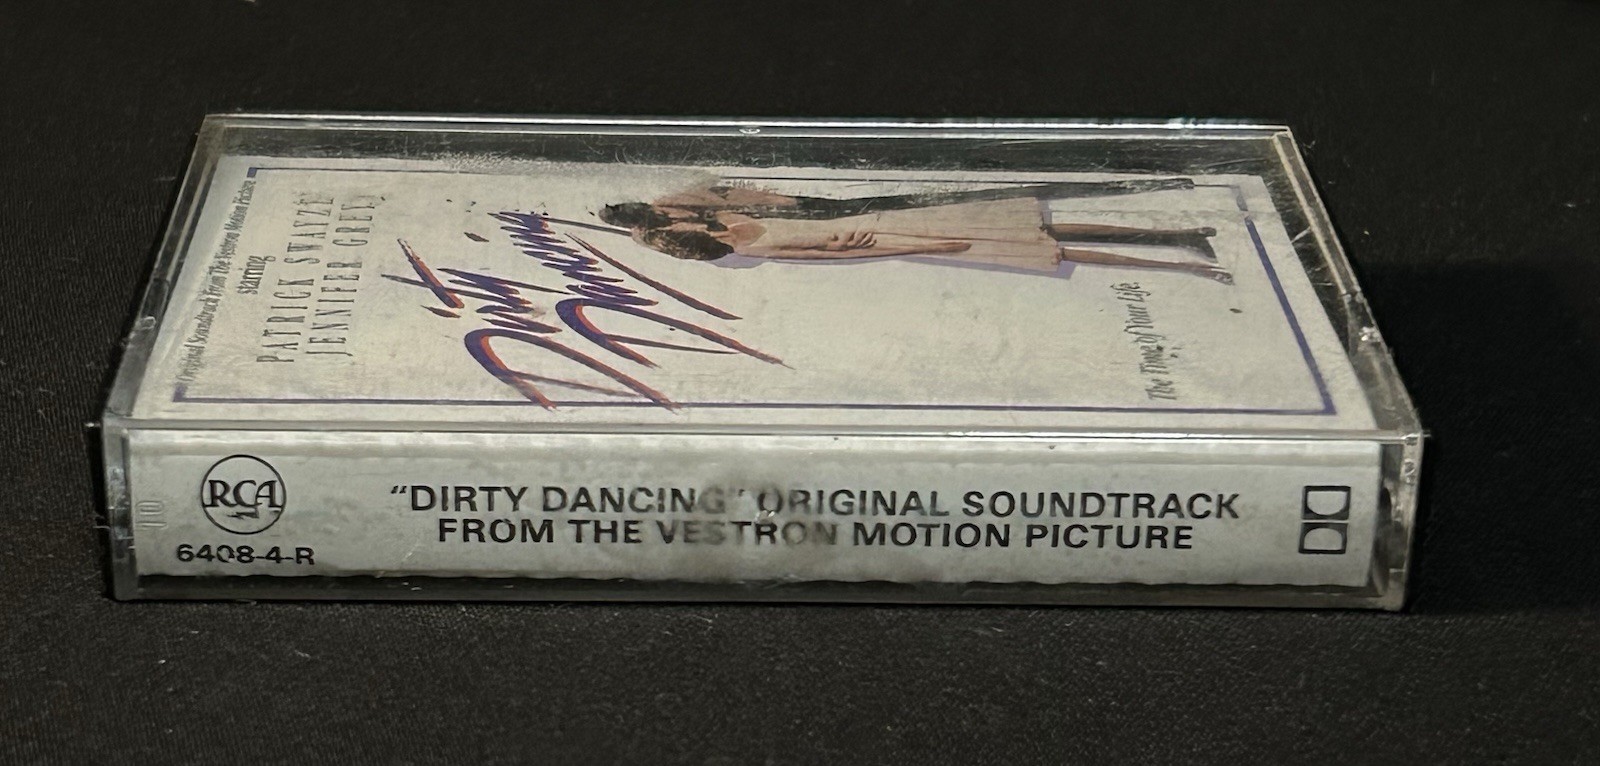 Original Soundtrack From The Vestron Motion Picture
starring
PATRICK SWAYZE
JENNIFER GREY
Dirty Dancing
The Time of Your Life.
RCA
6408-4-R
"DIRTY DANCING" ORIGINAL SOUNDTRACK
FROM THE VESTRON MOTION PICTURE